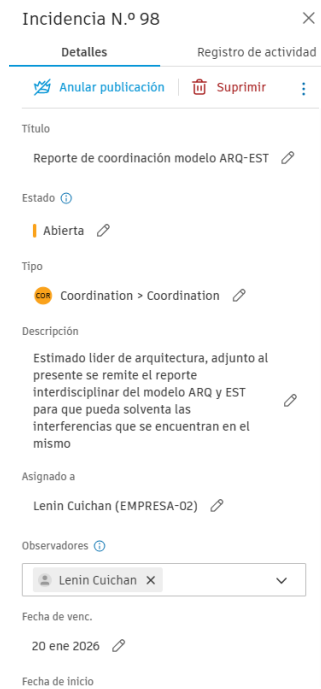 Incidencia N.º 98
Detalles
Registro de actividad
Anular publicación
Suprimir
Título
Reporte de coordinación modelo ARQ-EST
Estado
Abierta
Tipo
COR Coordination > Coordination
Descripción
Estimado lider de arquitectura, adjunto al
presente se remite el reporte
interdisciplinar del modelo ARQ y EST
para que pueda solventa las
interferencias que se encuentran en el
mismo
Asignado a
Lenin Cuichan (EMPRESA-02)
Observadores
Lenin Cuichan
Fecha de venc.
20 ene 2026
Fecha de inicio